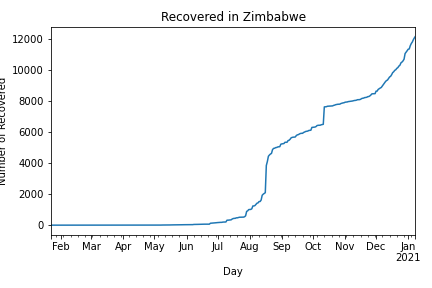 Recovered in Zimbabwe
Number of Recovered
12000
10000
8000
6000
4000
2000
0
Feb Mar Apr May Jun Jul Aug Sep Oct Nov Dec Jan
2021
Day